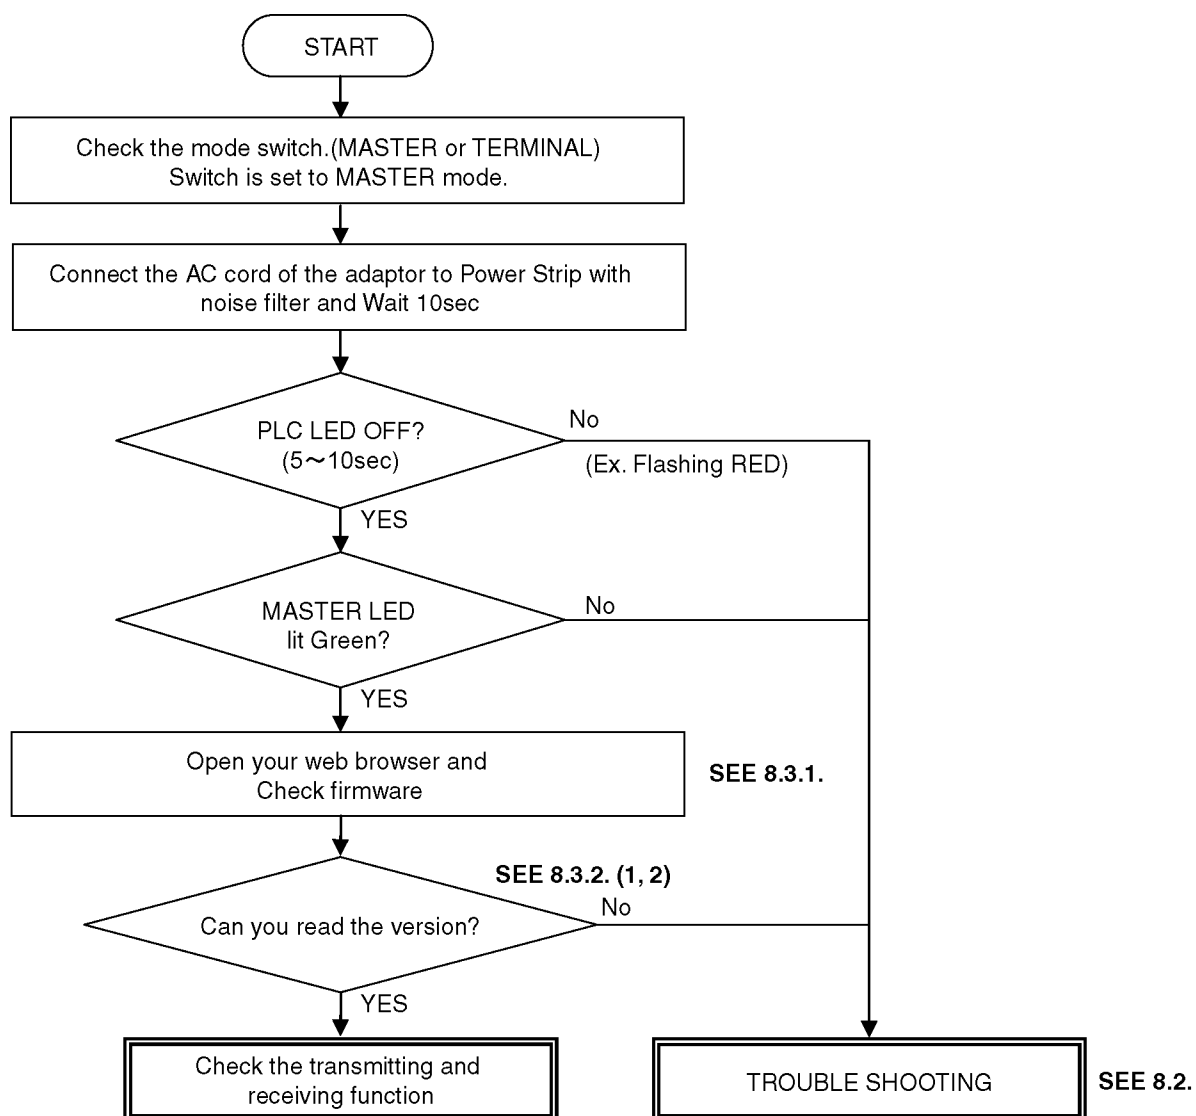 START
Check the mode switch.(MASTER or TERMINAL)
Switch is set to MASTER mode.
Connect the AC cord of the adaptor to Power Strip with
noise filter and Wait 10sec
PLC LED OFF?
(5〜10sec)
No
(Ex. Flashing RED)
YES
MASTER LED
lit Green?
No
YES
Open your web browser and
Check firmware
SEE 8.3.1.
SEE 8.3.2. (1, 2)
Can you read the version?
No
YES
Check the transmitting and
receiving function
TROUBLE SHOOTING
SEE 8.2.